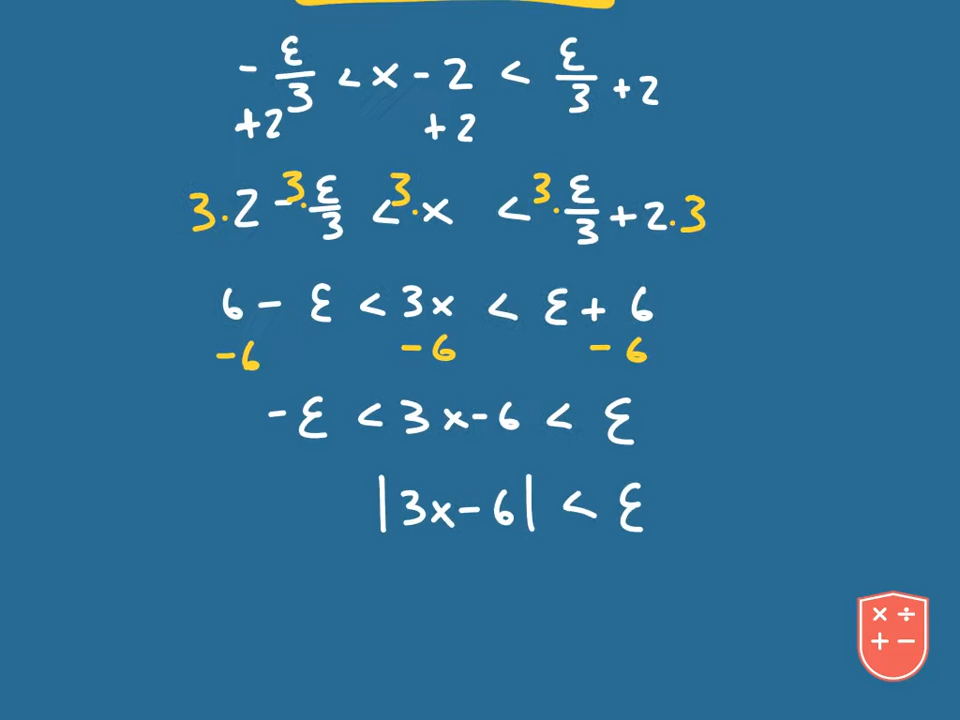 - ε/3 < x - 2 < ε/3 + 2
+2 +2
3·2 - 3·ε/3 < 3·x < 3·ε/3 + 2·3
6 - ε < 3x < ε + 6
-6 -6 -6
-ε < 3x - 6 < ε
|3x - 6| < ε
× ÷
+ −